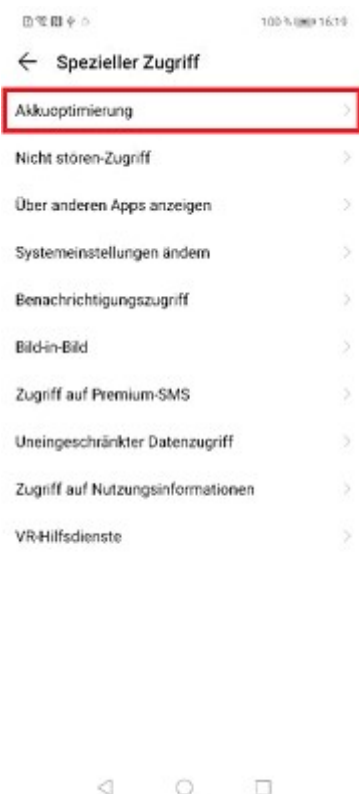 100 % 16:19
Spezieller Zugriff
Akkuoptimierung
Nicht stören-Zugriff
Über anderen Apps anzeigen
Systemeinstellungen ändern
Benachrichtigungszugriff
Bild-in-Bild
Zugriff auf Premium-SMS
Uneingeschränkter Datenzugriff
Zugriff auf Nutzungsinformationen
VR-Hilfsdienste